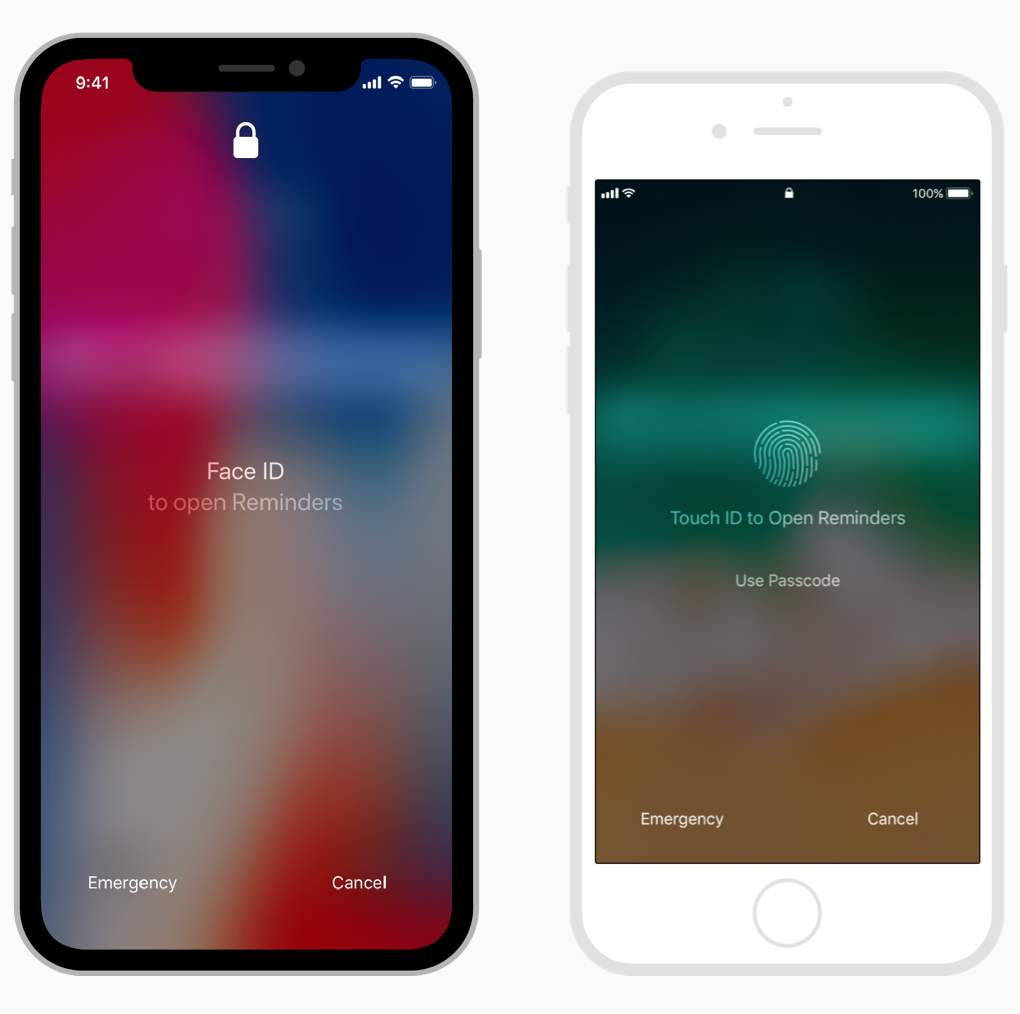 9:41
Face ID
to open Reminders
Emergency
Cancel
100%
Touch ID to Open Reminders
Use Passcode
Emergency
Cancel